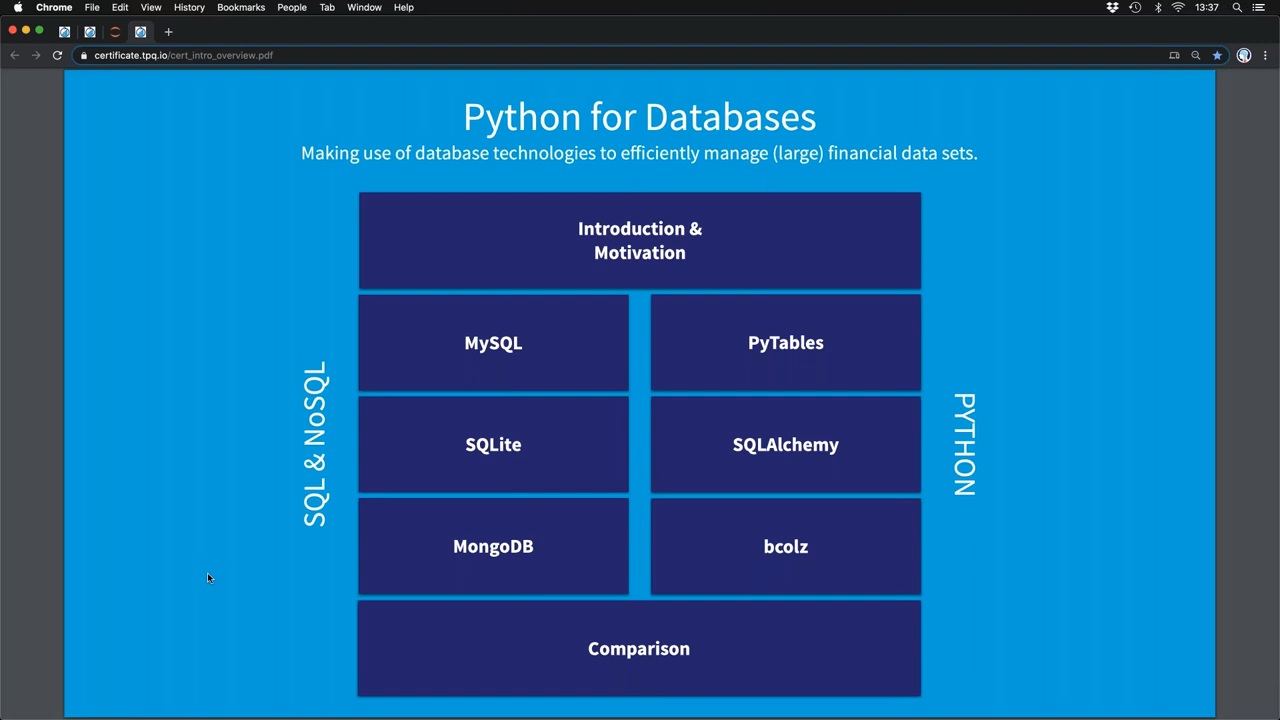 Chrome File Edit View History Bookmarks People Tab Window Help 13:37
certificate.tpq.io/cert_intro_overview.pdf
Python for Databases
Making use of database technologies to efficiently manage (large) financial data sets.
Introduction &
Motivation
SQL & NoSQL
MySQL
PyTables
SQLite
SQLAlchemy
MongoDB
bcolz
PYTHON
Comparison